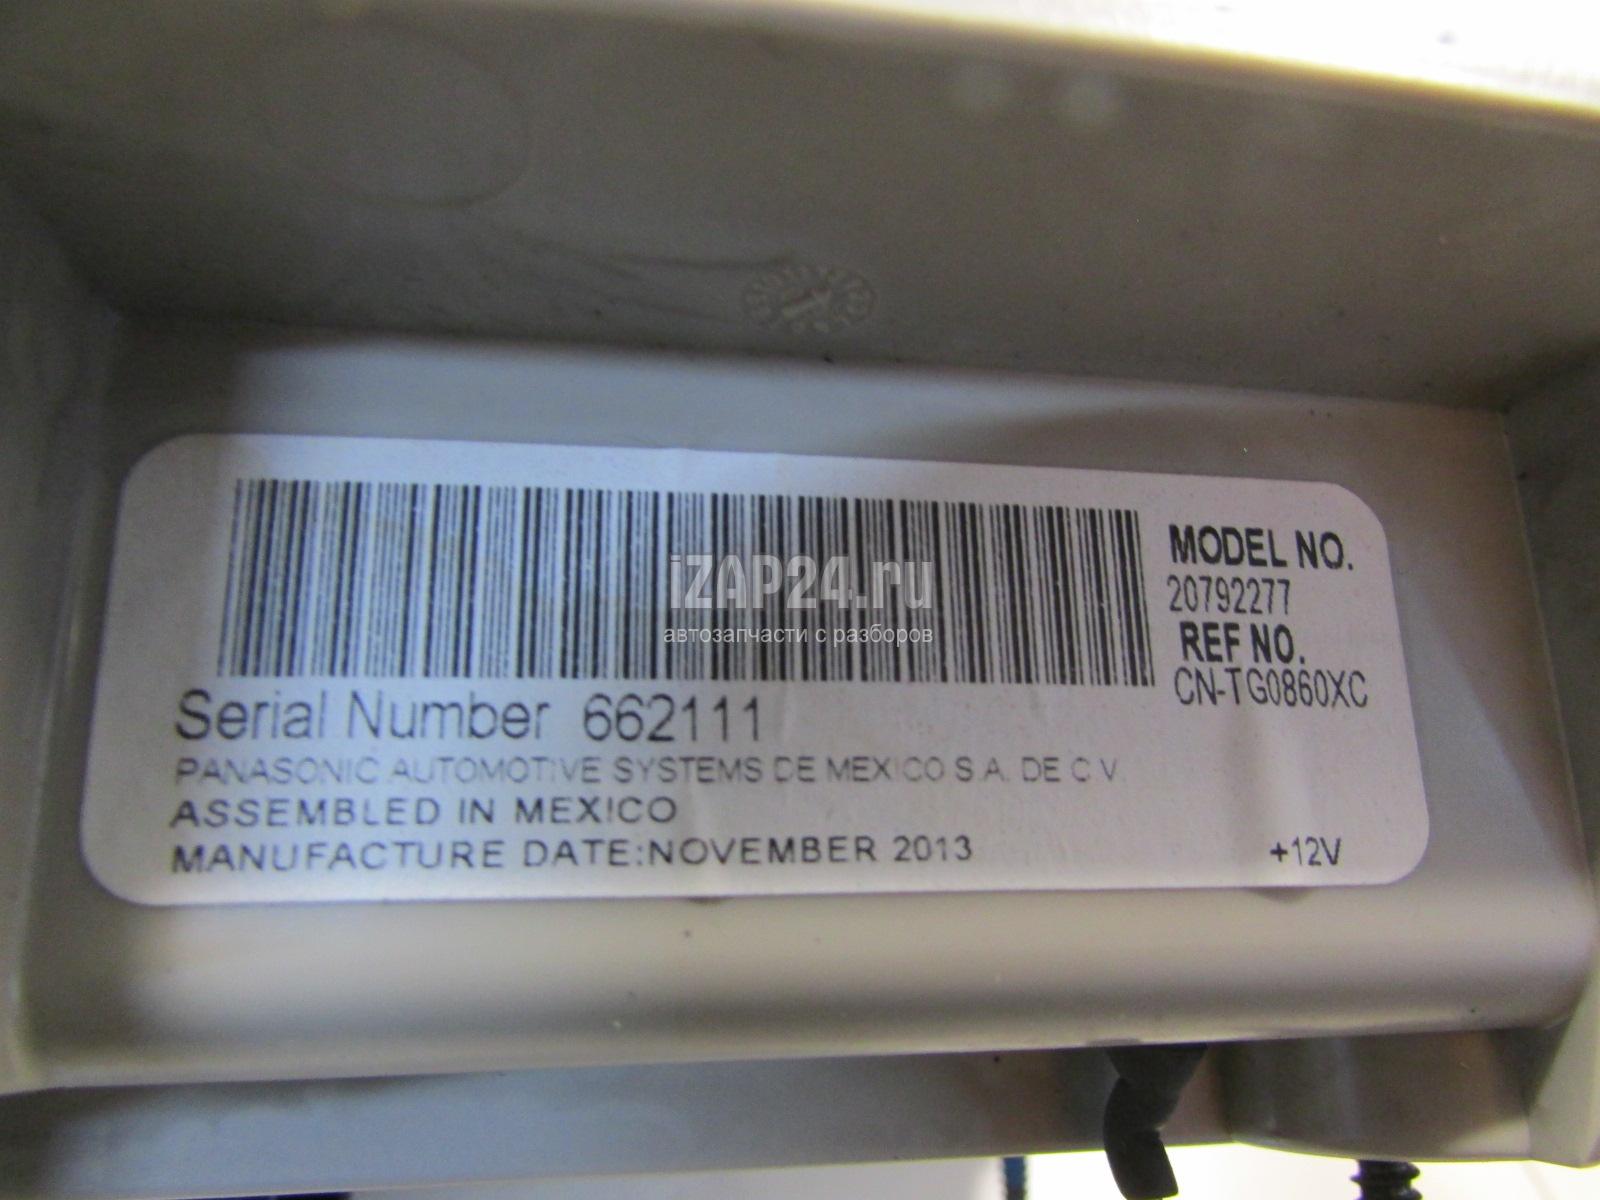 MODEL NO.
20792277
REF NO.
CN-TG0860XC
iZAP24.ru
автозапчасти с разборов
Serial Number 662111
PANASONIC AUTOMOTIVE SYSTEMS DE MEXICO S.A. DE C.V.
ASSEMBLED IN MEXICO
MANUFACTURE DATE:NOVEMBER 2013
+12V